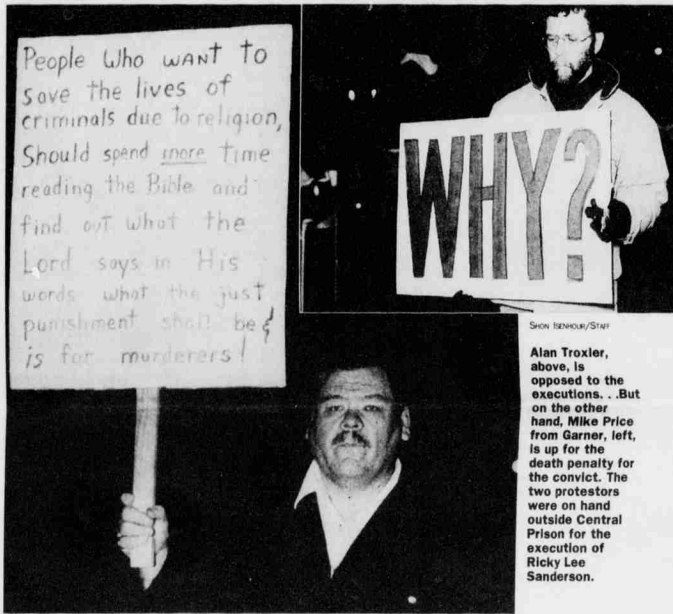 People Who WANT to
save the lives of
criminals due to religion,
Should spend more time
reading the Bible and
find out what the
Lord says in His
words what the just
punishment shall be &
is for murderers!
WHY?
SHON ISENHOUR/STAFF
Alan Troxler,
above, is
opposed to the
executions. . .But
on the other
hand, Mike Price
from Garner, left,
is up for the
death penalty for
the convict. The
two protestors
were on hand
outside Central
Prison for the
execution of
Ricky Lee
Sanderson.